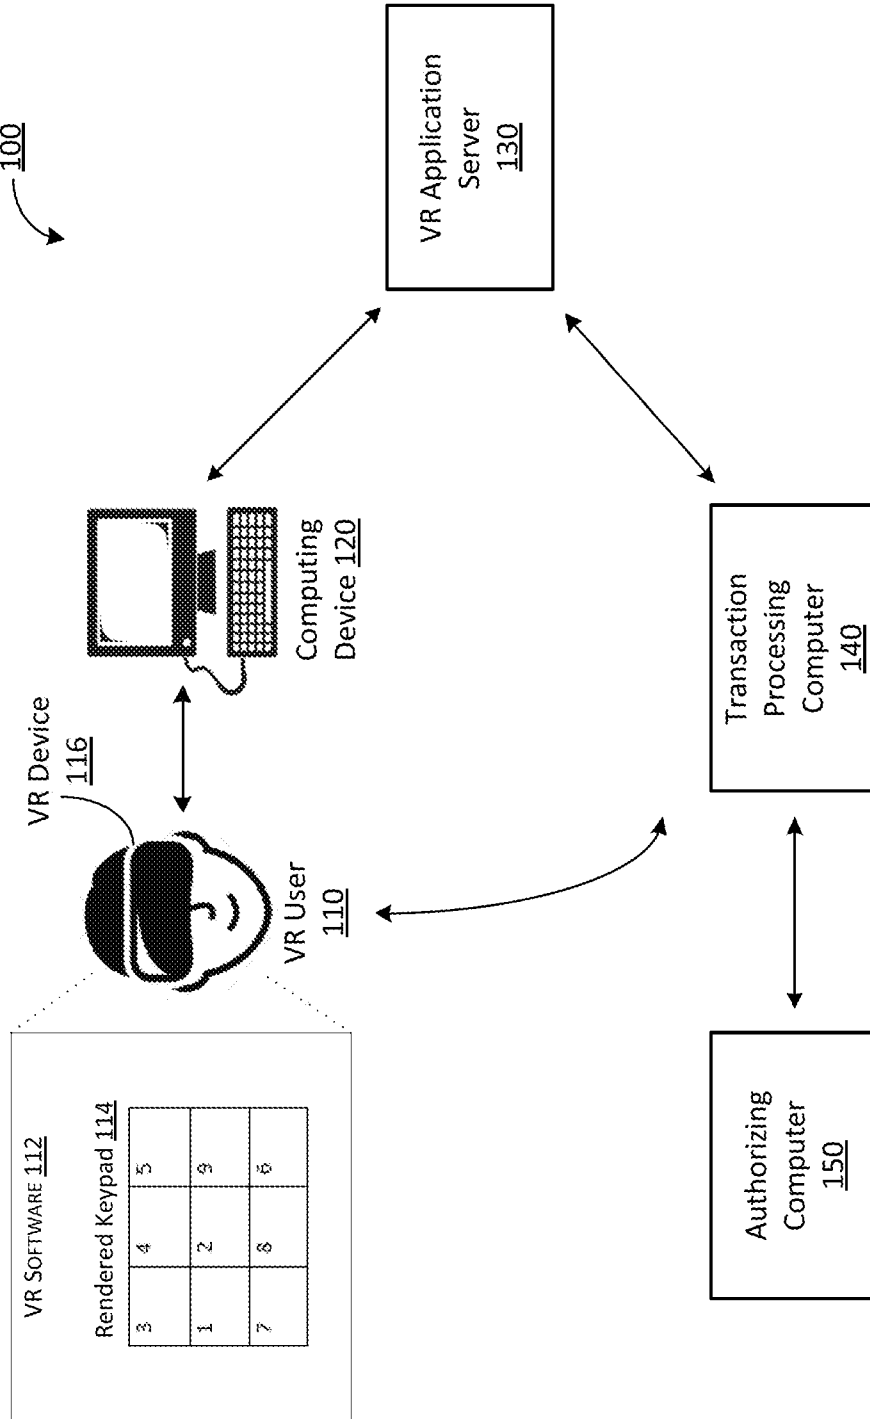 100
VR SOFTWARE 112
Rendered Keypad 114
3 4 5
1 2 9
7 8 6
VR Device
116
VR User
110
Computing
Device 120
VR Application
Server
130
Transaction
Processing
Computer
140
Authorizing
Computer
150